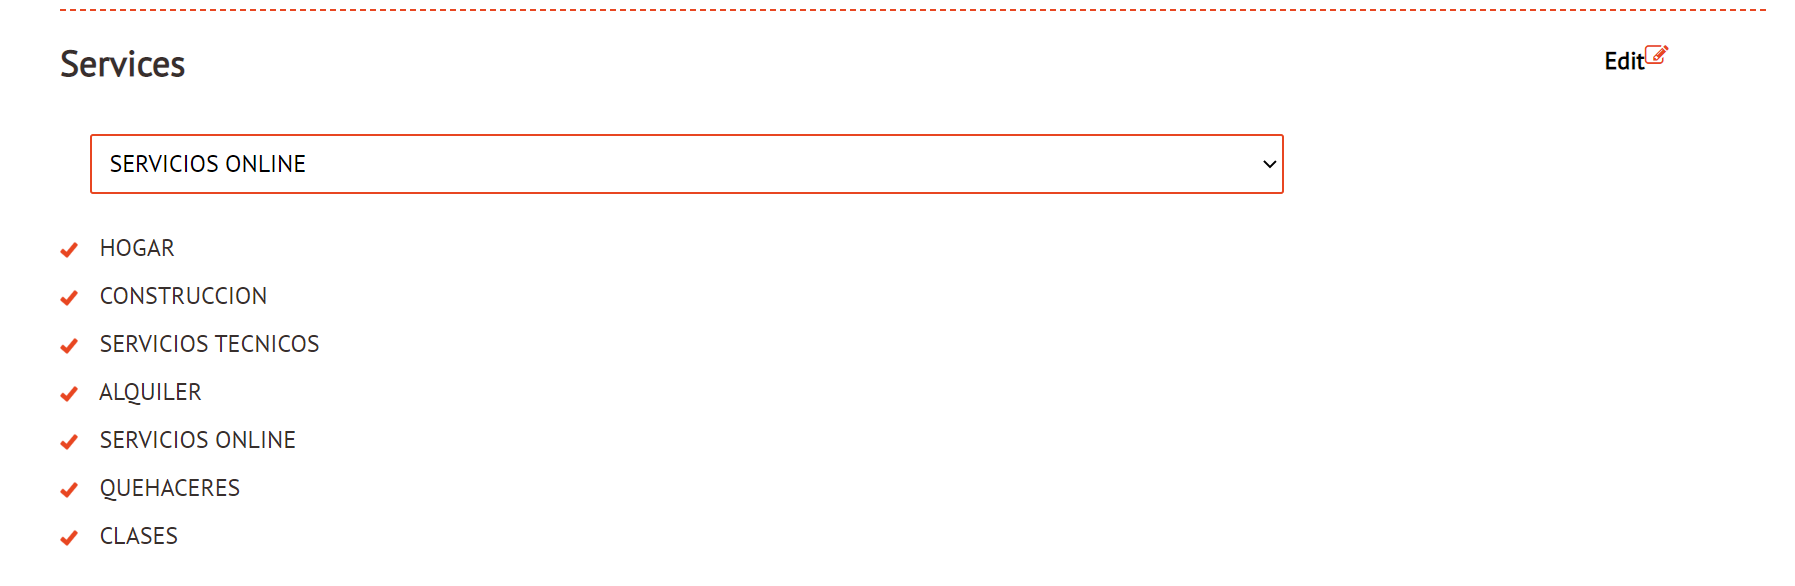 Services
Edit
SERVICIOS ONLINE
HOGAR
CONSTRUCCION
SERVICIOS TECNICOS
ALQUILER
SERVICIOS ONLINE
QUEHACERES
CLASES